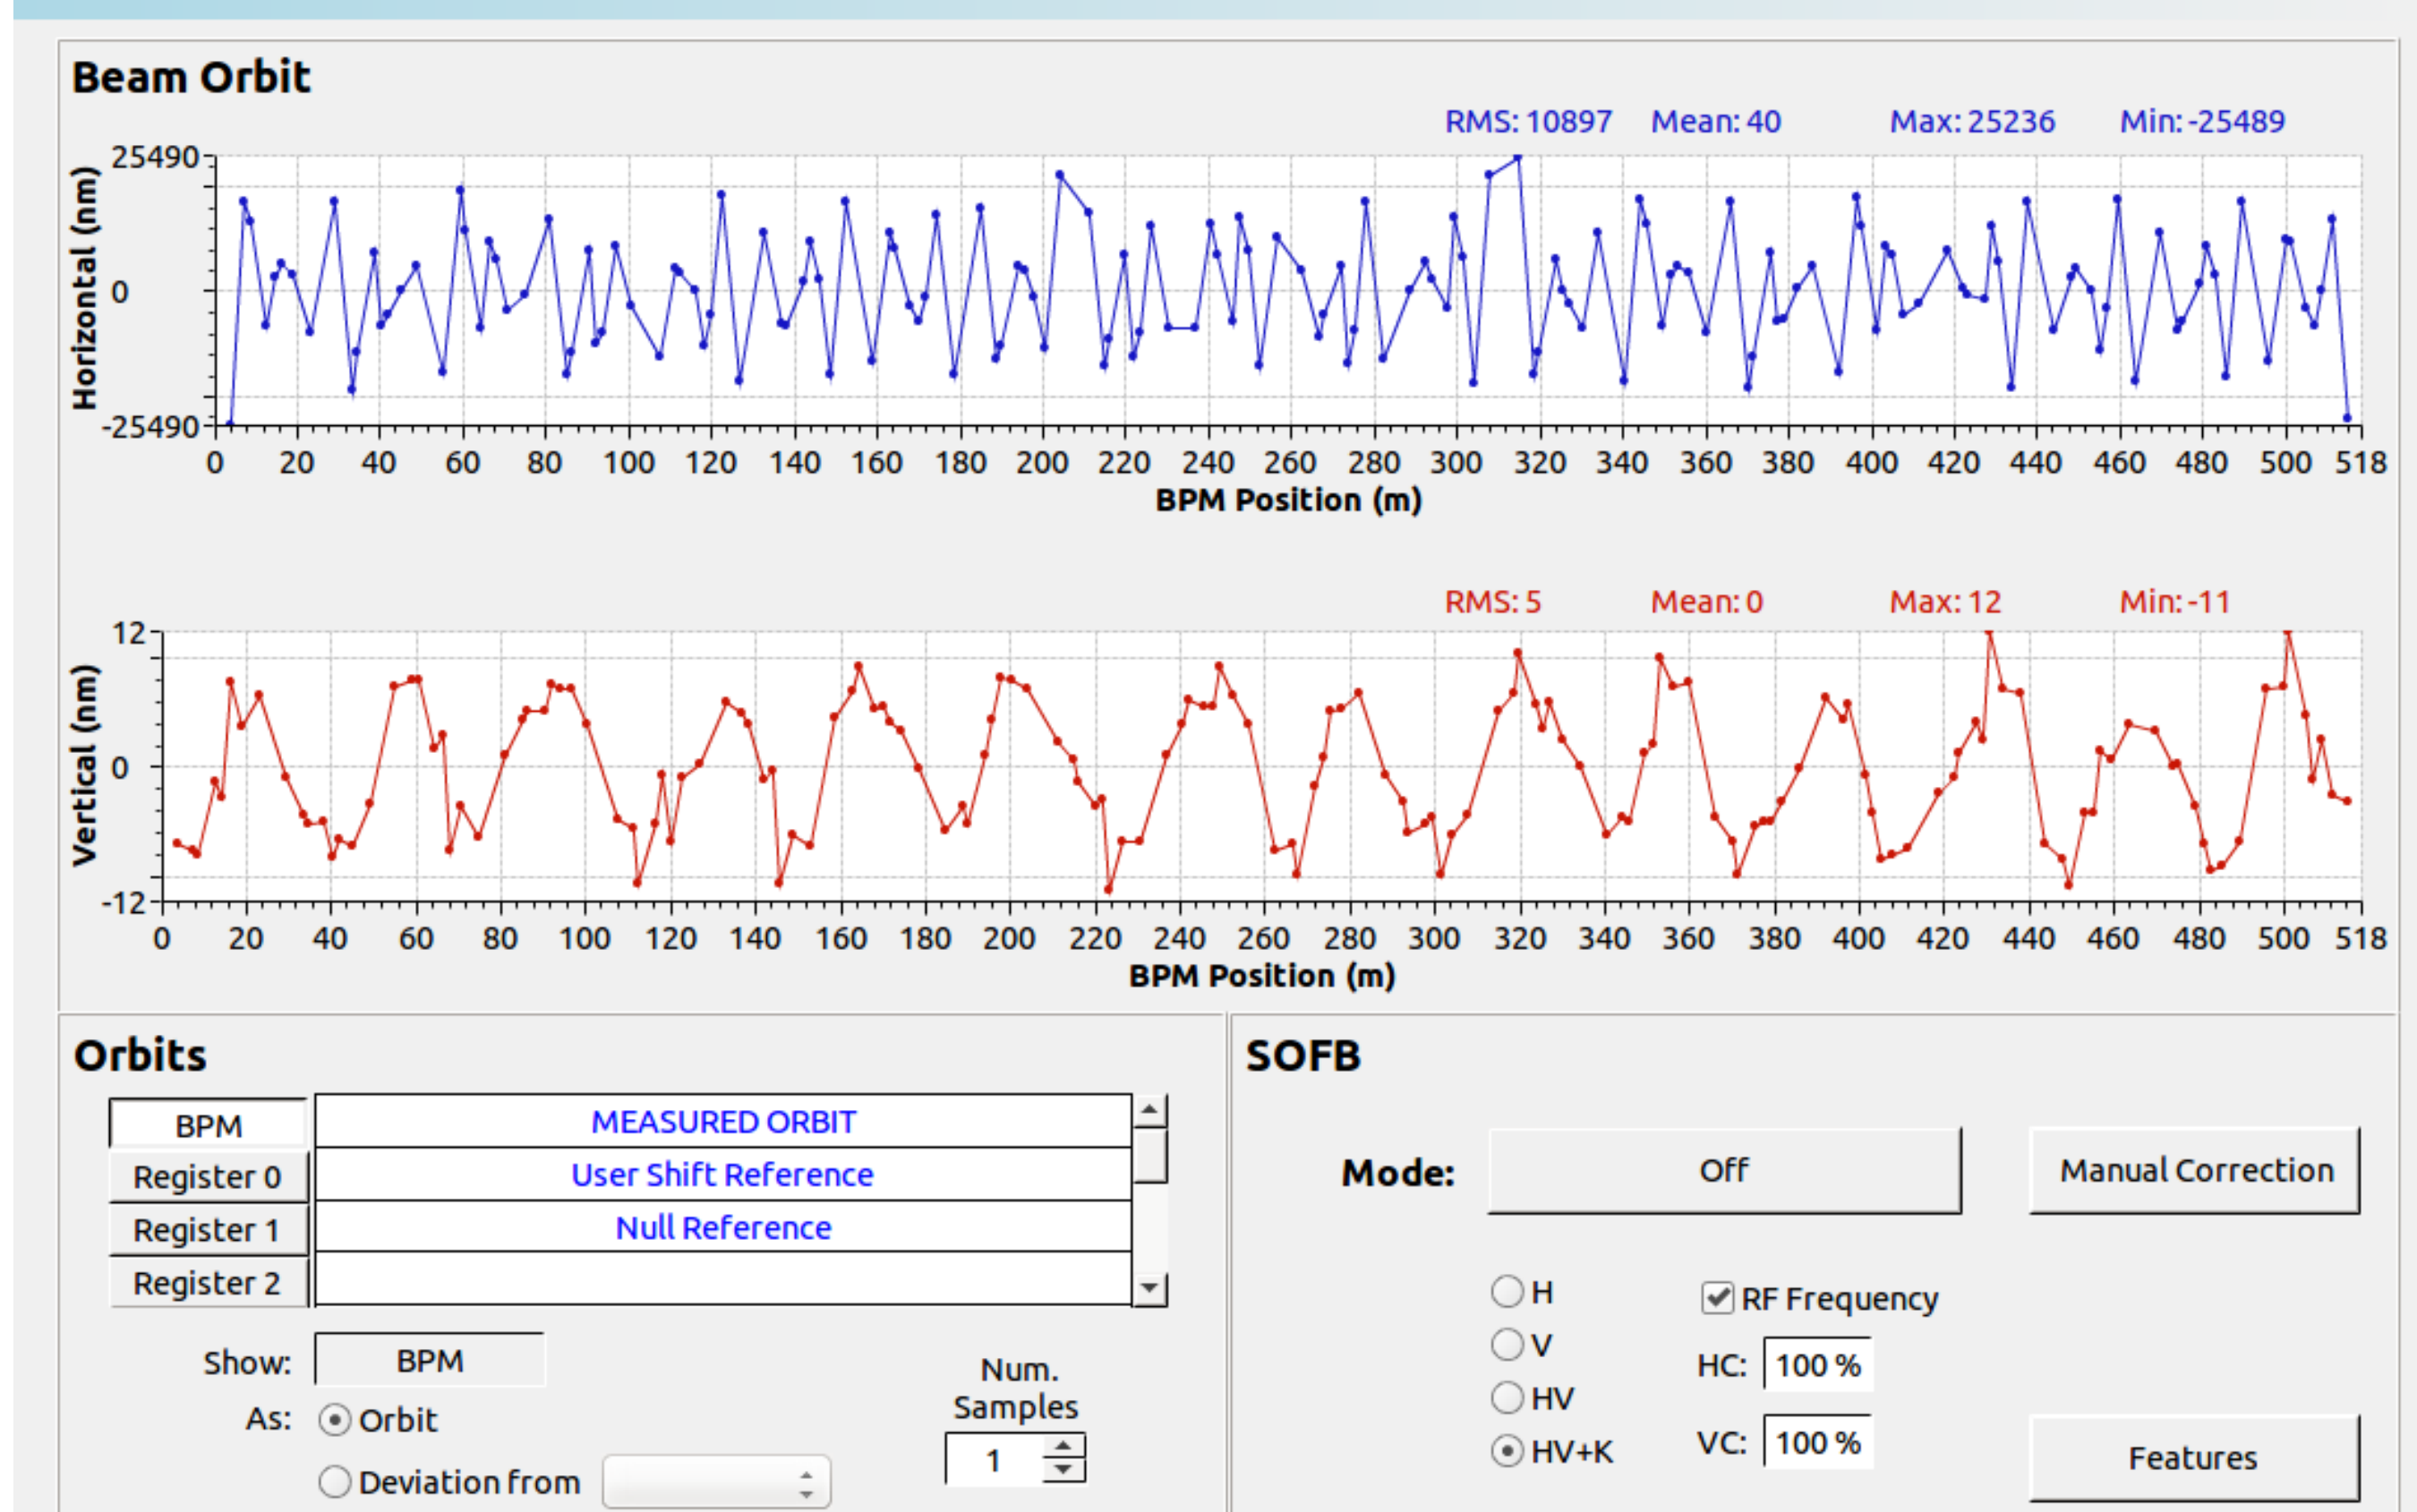 Beam Orbit
RMS: 10897 Mean: 40 Max: 25236 Min: -25489
Horizontal (nm)
25490
0
-25490
0 20 40 60 80 100 120 140 160 180 200 220 240 260 280 300 320 340 360 380 400 420 440 460 480 500 518
BPM Position (m)
RMS: 5 Mean: 0 Max: 12 Min: -11
Vertical (nm)
12
0
-12
0 20 40 60 80 100 120 140 160 180 200 220 240 260 280 300 320 340 360 380 400 420 440 460 480 500 518
BPM Position (m)
Orbits
BPM MEASURED ORBIT
Register 0 User Shift Reference
Register 1 Null Reference
Register 2
Show: BPM
As: Orbit
Deviation from
Num.
Samples
1
SOFB
Mode: Off Manual Correction
H
V
HV
HV+K
RF Frequency
HC: 100 %
VC: 100 %
Features